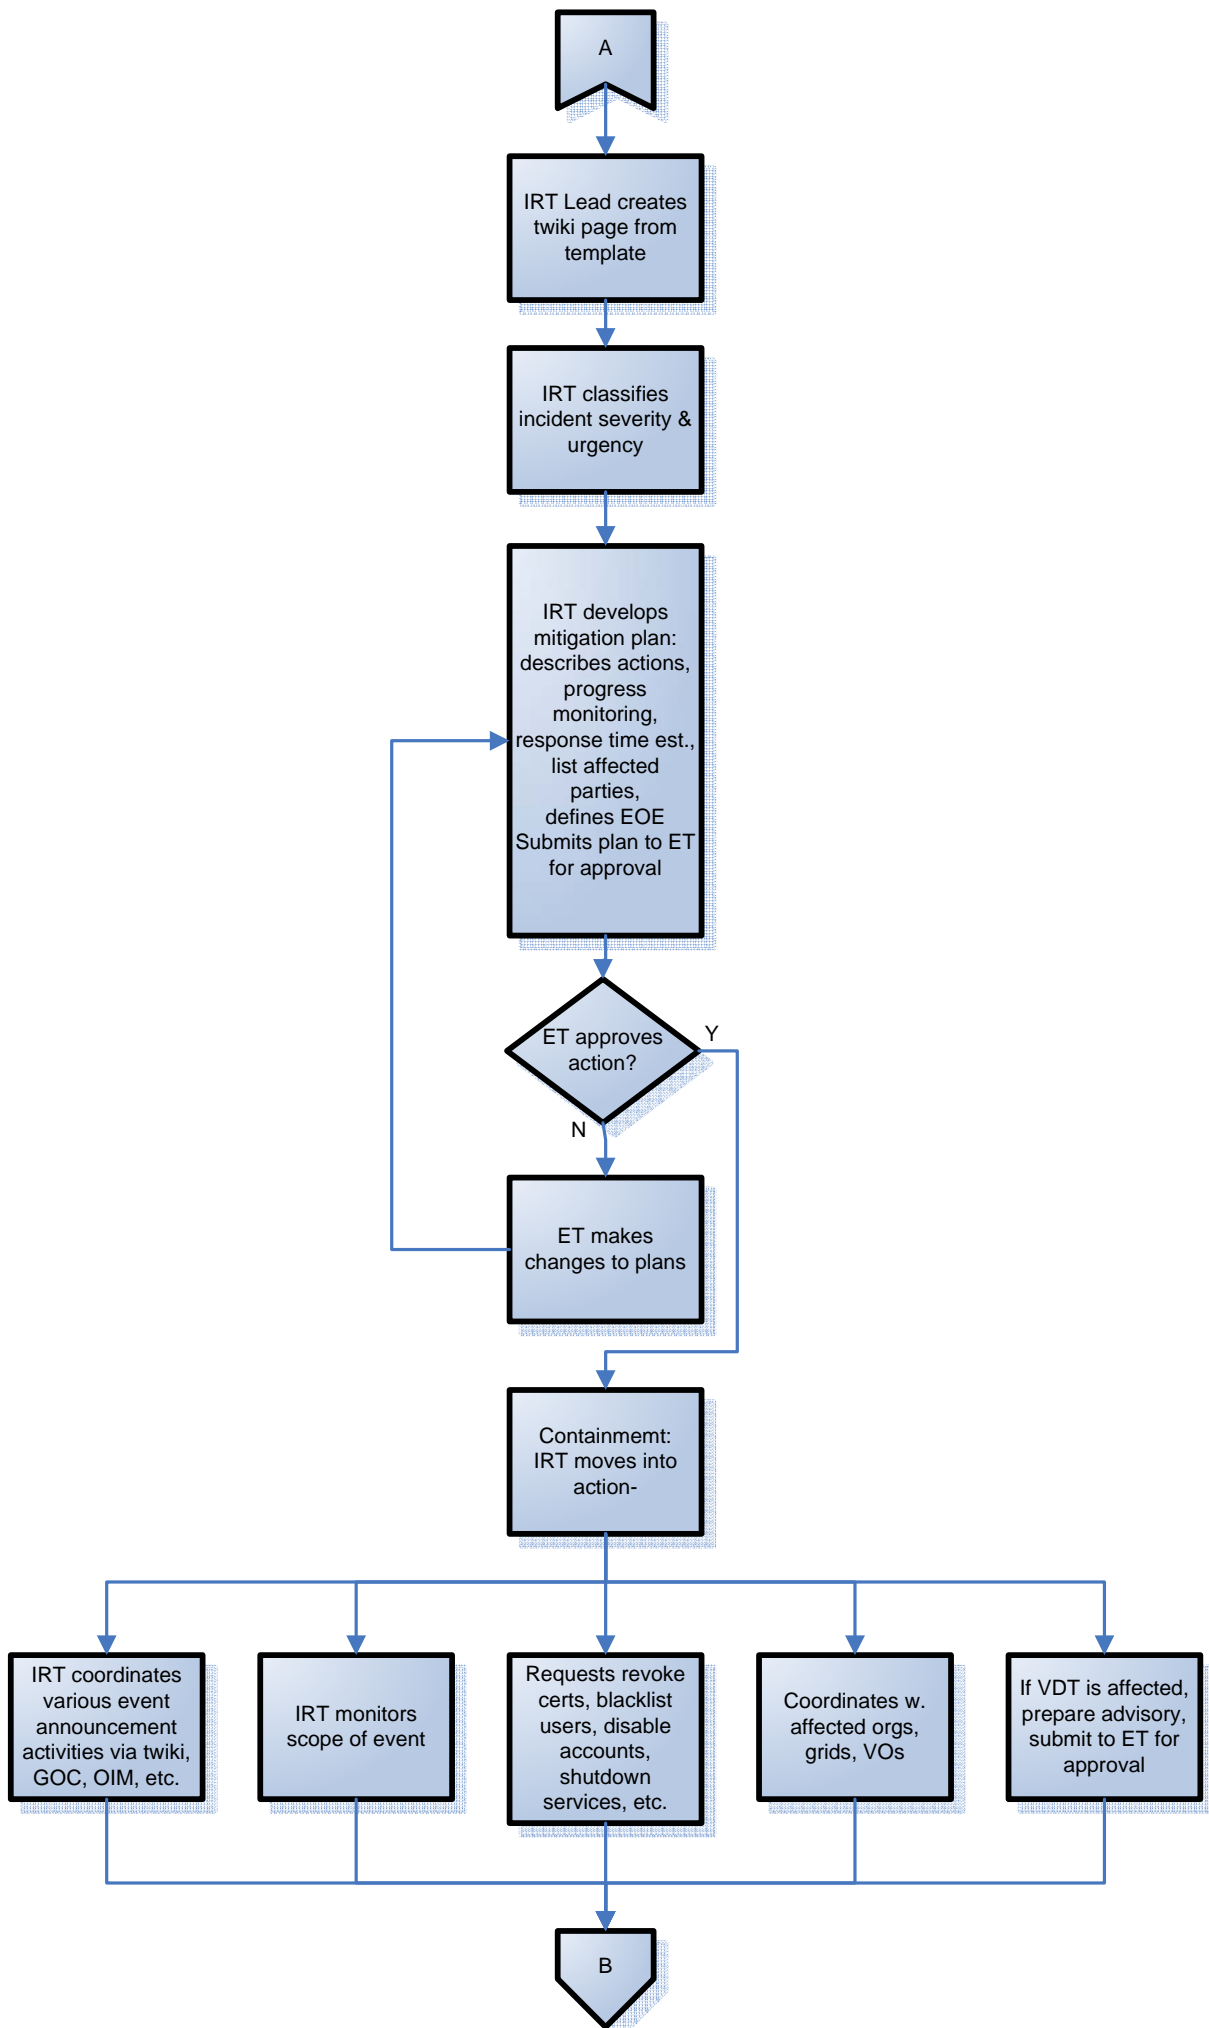 A
IRT Lead creates
twiki page from
template
IRT classifies
incident severity &
urgency
IRT develops
mitigation plan:
describes actions,
progress
monitoring,
response time est.,
list affected
parties,
defines EOE
Submits plan to ET
for approval
ET approves
action?
Y
N
ET makes
changes to plans
Containmemt:
IRT moves into
action-
IRT coordinates
various event
announcement
activities via twiki,
GOC, OIM, etc.
IRT monitors
scope of event
Requests revoke
certs, blacklist
users, disable
accounts,
shutdown
services, etc.
Coordinates w.
affected orgs,
grids, VOs
If VDT is affected,
prepare advisory,
submit to ET for
approval
B